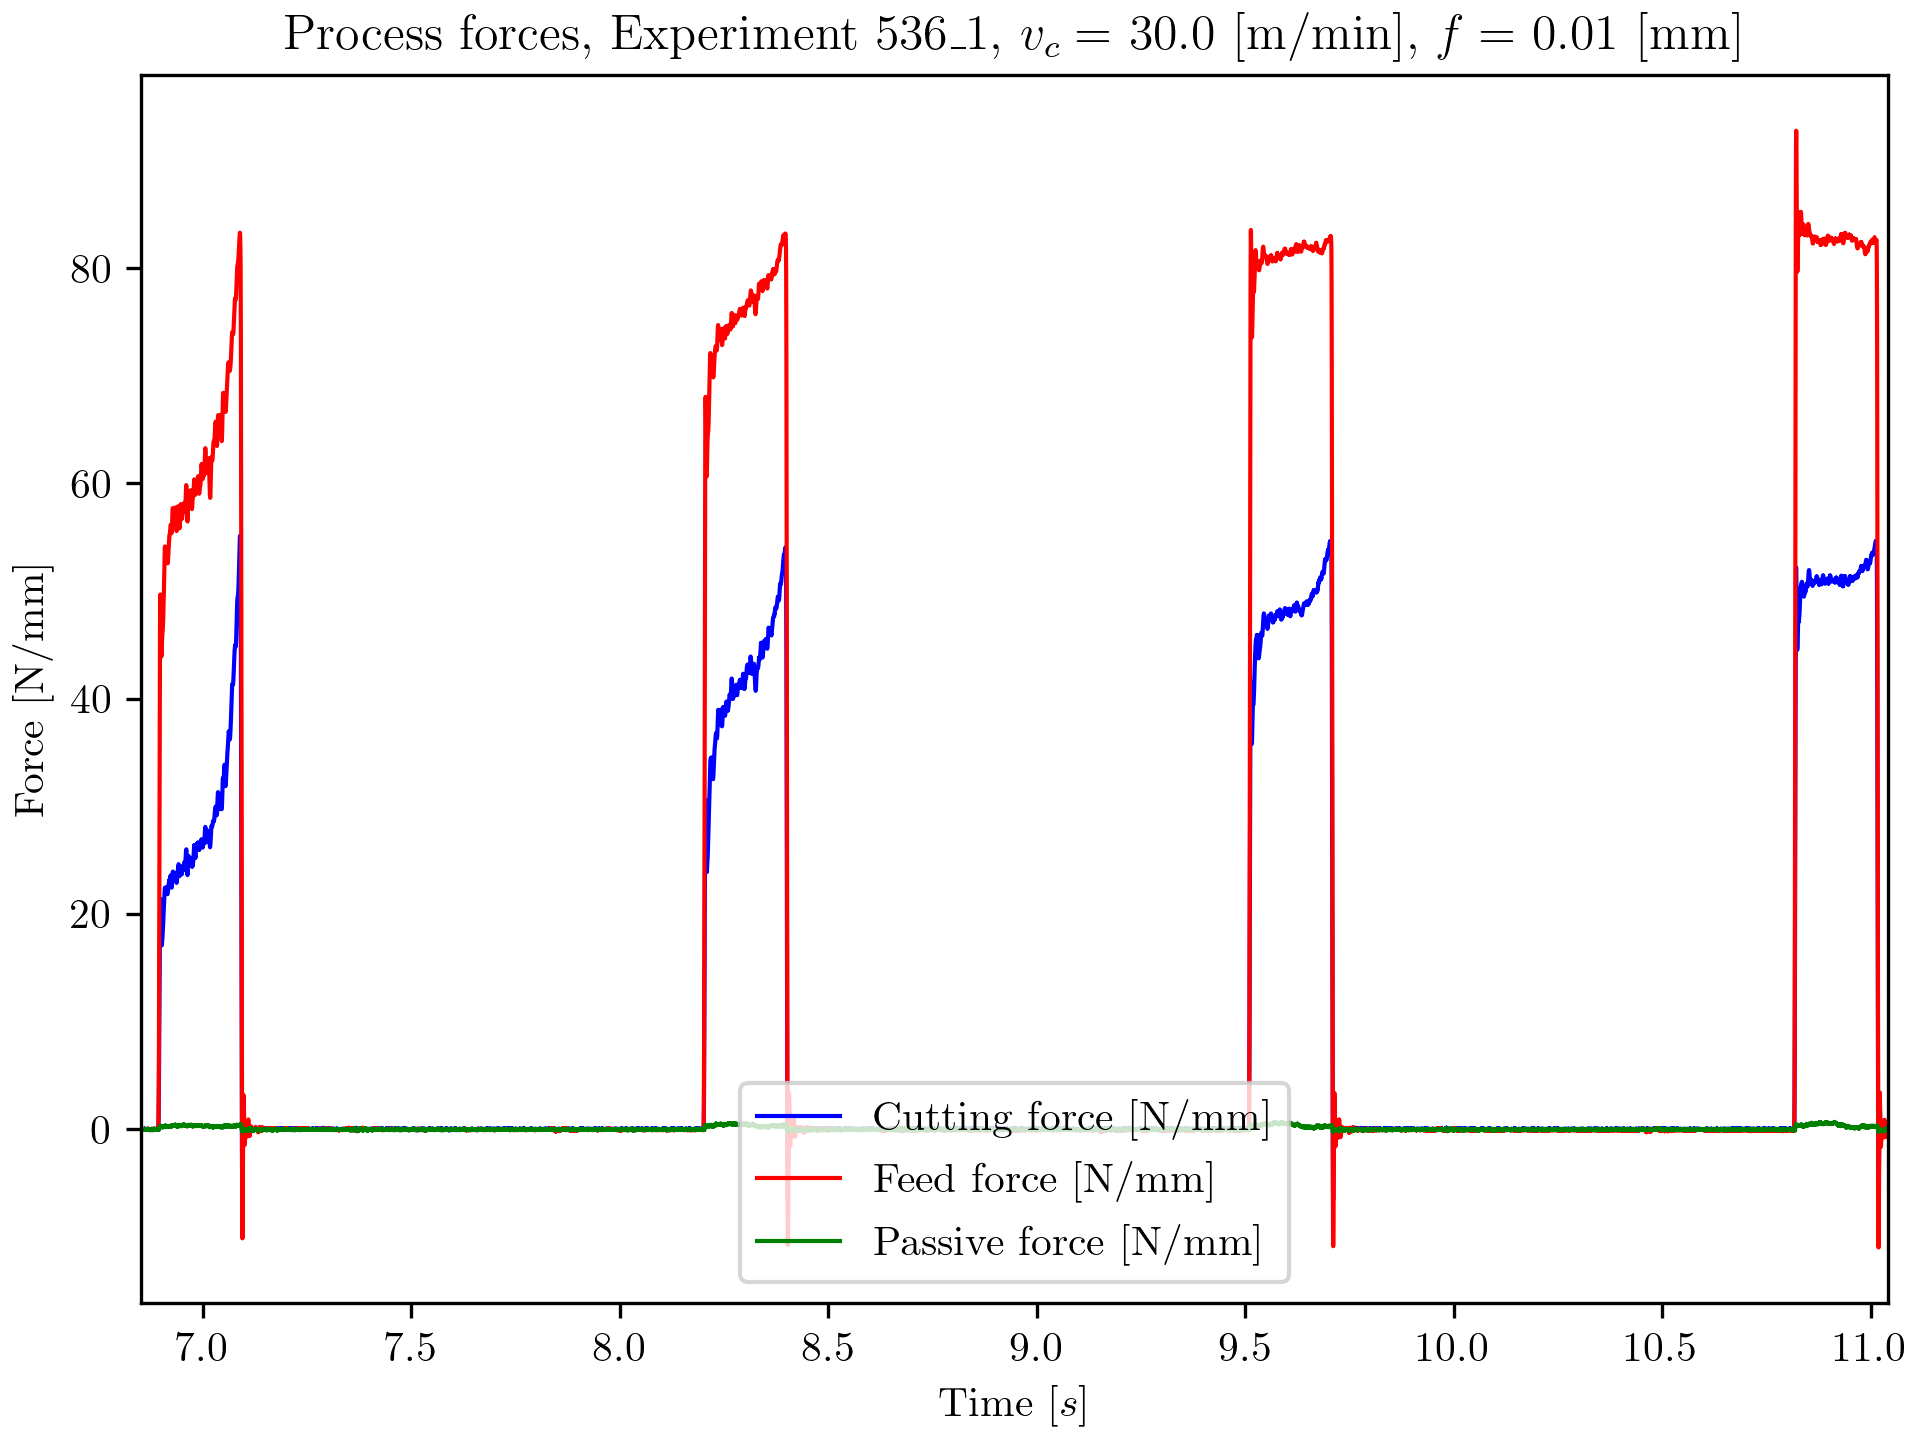 Process forces, Experiment 536_1, v_c = 30.0 [m/min], f = 0.01 [mm]
Force [N/mm]
80
60
40
20
0
Cutting force [N/mm]
Feed force [N/mm]
Passive force [N/mm]
7.0 7.5 8.0 8.5 9.0 9.5 10.0 10.5 11.0
Time [s]